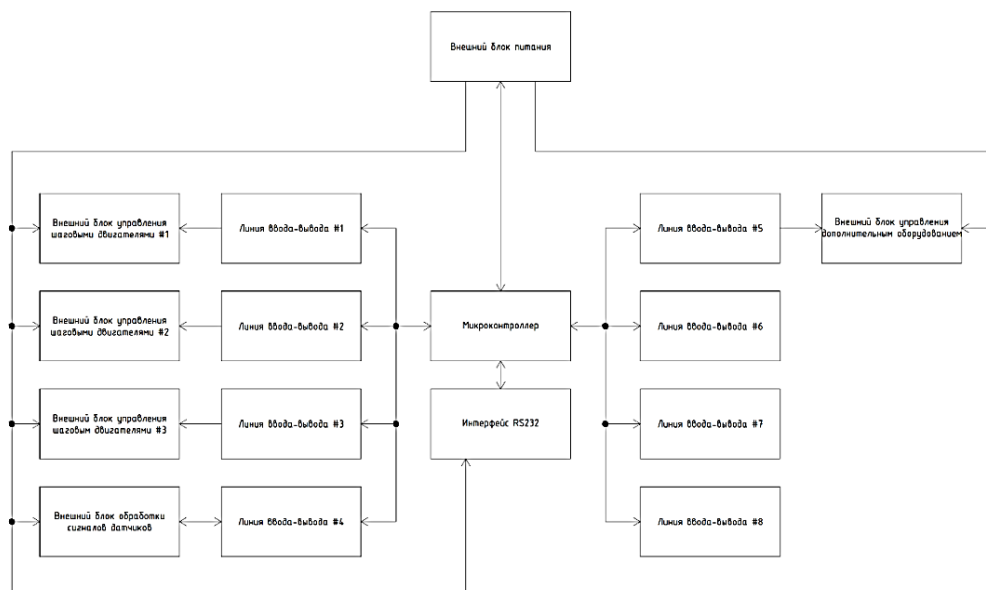 Внешний блок питания
Внешний блок управления
шаговыми двигателями #1
Линия ввода-вывода #1
Линия ввода-вывода #5
Внешний блок управления
дополнительным оборудованием
Внешний блок управления
шаговыми двигателями #2
Линия ввода-вывода #2
Микроконтроллер
Линия ввода-вывода #6
Внешний блок управления
шаговым двигателями #3
Линия ввода-вывода #3
Интерфейс RS232
Линия ввода-вывода #7
Внешний блок обработки
сигналов датчиков
Линия ввода-вывода #4
Линия ввода-вывода #8